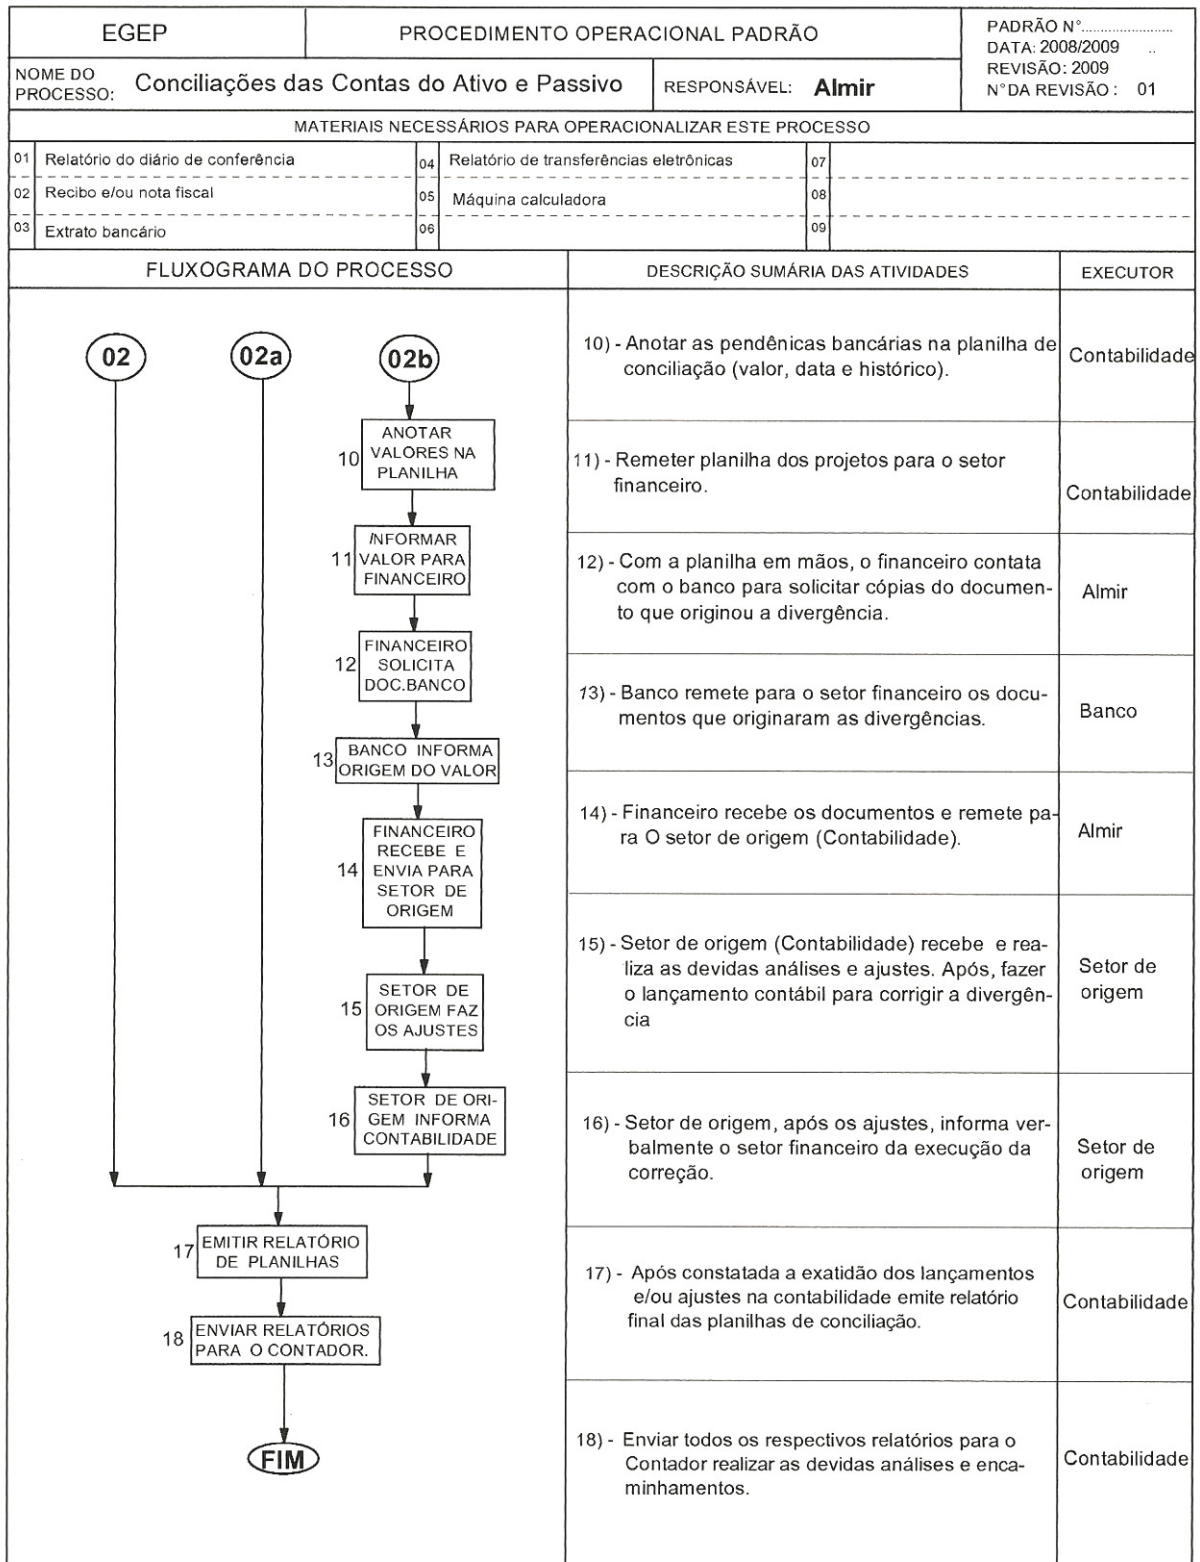 EGEP
PROCEDIMENTO OPERACIONAL PADRÃO
PADRÃO N°.......................
DATA: 2008/2009 ..
REVISÃO: 2009
N°DA REVISÃO : 01
NOME DO
PROCESSO: Conciliações das Contas do Ativo e Passivo
RESPONSÁVEL: Almir
MATERIAIS NECESSÁRIOS PARA OPERACIONALIZAR ESTE PROCESSO
01 Relatório do diário de conferência
04 Relatório de transferências eletrônicas
07
02 Recibo e/ou nota fiscal
05 Máquina calculadora
08
03 Extrato bancário
06
09
FLUXOGRAMA DO PROCESSO
DESCRIÇÃO SUMÁRIA DAS ATIVIDADES
EXECUTOR
02
02a
02b
10
ANOTAR
VALORES NA
PLANILHA
11
INFORMAR
VALOR PARA
FINANCEIRO
12
FINANCEIRO
SOLICITA
DOC.BANCO
13
BANCO INFORMA
ORIGEM DO VALOR
14
FINANCEIRO
RECEBE E
ENVIA PARA
SETOR DE
ORIGEM
15
SETOR DE
ORIGEM FAZ
OS AJUSTES
16
SETOR DE ORI-
GEM INFORMA
CONTABILIDADE
17
EMITIR RELATÓRIO
DE PLANILHAS
18
ENVIAR RELATÓRIOS
PARA O CONTADOR.
FIM
10) - Anotar as pendênicas bancárias na planilha de
conciliação (valor, data e histórico).
Contabilidade
11) - Remeter planilha dos projetos para o setor
financeiro.
Contabilidade
12) - Com a planilha em mãos, o financeiro contata
com o banco para solicitar cópias do documen-
to que originou a divergência.
Almir
13) - Banco remete para o setor financeiro os docu-
mentos que originaram as divergências.
Banco
14) - Financeiro recebe os documentos e remete pa-
ra O setor de origem (Contabilidade).
Almir
15) - Setor de origem (Contabilidade) recebe e rea-
liza as devidas análises e ajustes. Após, fazer
o lançamento contábil para corrigir a divergên-
cia
Setor de
origem
16) - Setor de origem, após os ajustes, informa ver-
balmente o setor financeiro da execução da
correção.
Setor de
origem
17) - Após constatada a exatidão dos lançamentos
e/ou ajustes na contabilidade emite relatório
final das planilhas de conciliação.
Contabilidade
18) - Enviar todos os respectivos relatórios para o
Contador realizar as devidas análises e enca-
minhamentos.
Contabilidade